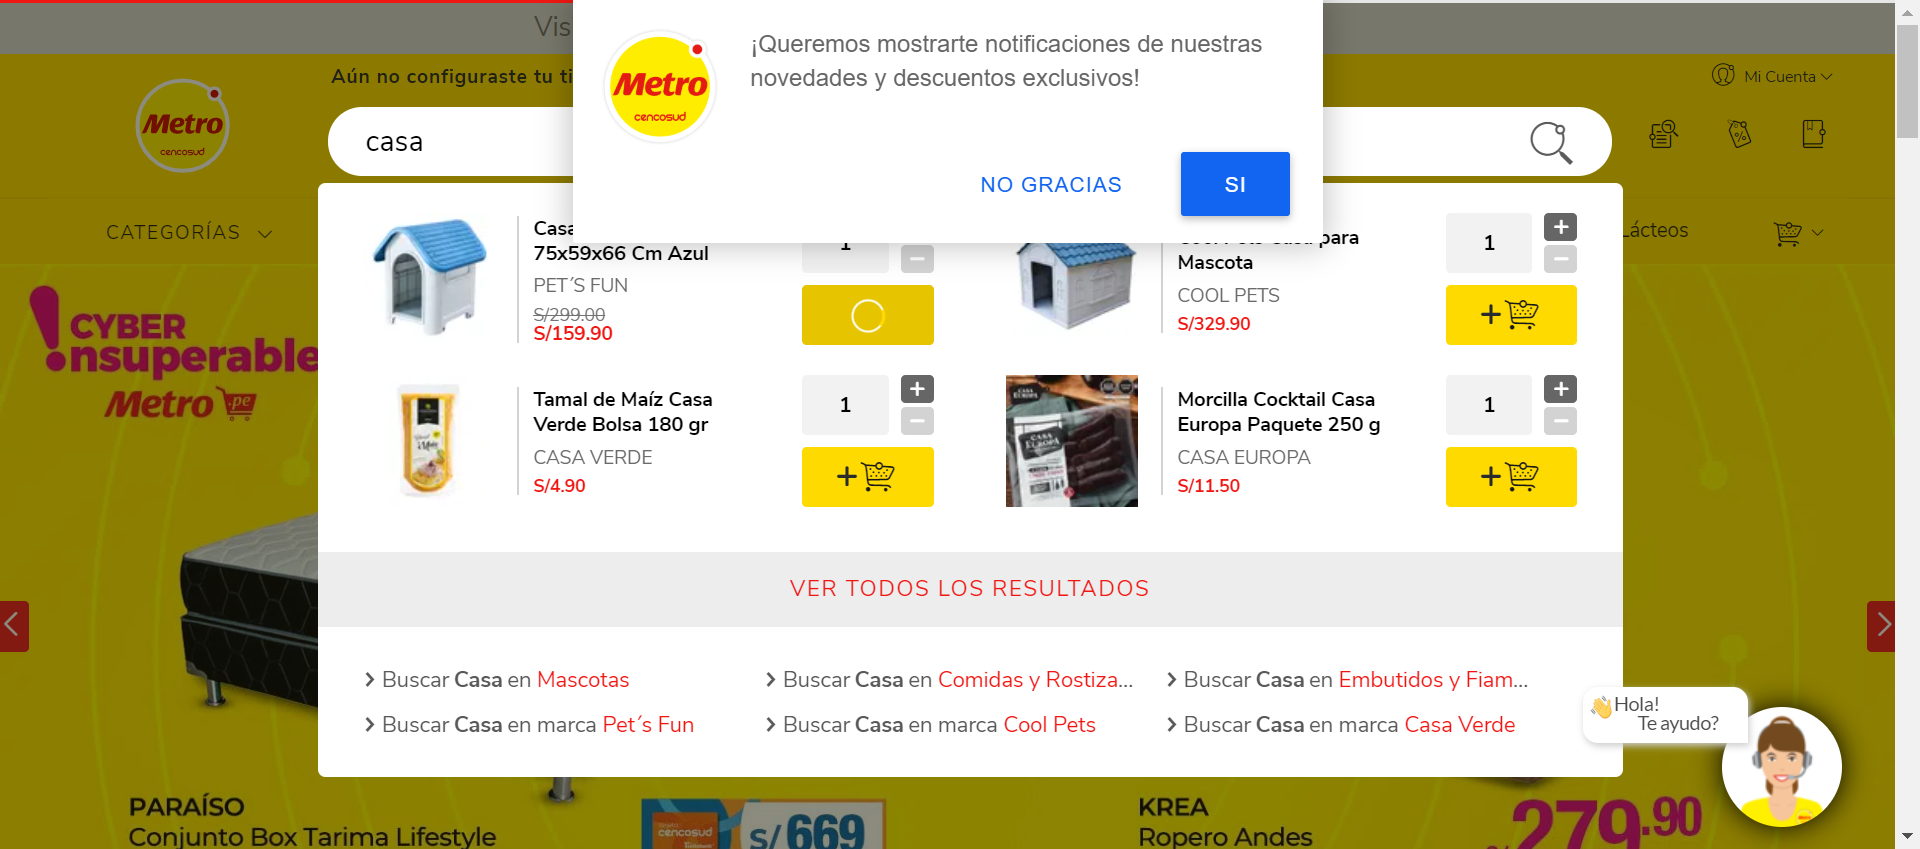 Vis
¡Queremos mostrarte notificaciones de nuestras
novedades y descuentos exclusivos!
Metro
cencosud
NO GRACIAS
SI
Aún no configuraste tu ti
Mi Cuenta
Metro
cencosud
casa
CATEGORÍAS
Lácteos
Casa
75x59x66 Cm Azul
PET´S FUN
S/299.00
S/159.90
1
Cool Pets Casa para
Mascota
COOL PETS
S/329.90
1
+
Tamal de Maíz Casa
Verde Bolsa 180 gr
CASA VERDE
S/4.90
1
+
Morcilla Cocktail Casa
Europa Paquete 250 g
CASA EUROPA
S/11.50
1
+
CASA
EUROPA
CYBER
!nsuperable
Metro .pe
VER TODOS LOS RESULTADOS
Buscar Casa en Mascotas
Buscar Casa en Comidas y Rostiza...
Buscar Casa en Embutidos y Fiam...
Buscar Casa en marca Pet´s Fun
Buscar Casa en marca Cool Pets
Buscar Casa en marca Casa Verde
Hola!
Te ayudo?
PARAÍSO
Conjunto Box Tarima Lifestyle
cencosud
S/669
KREA
Ropero Andes
S/279.90